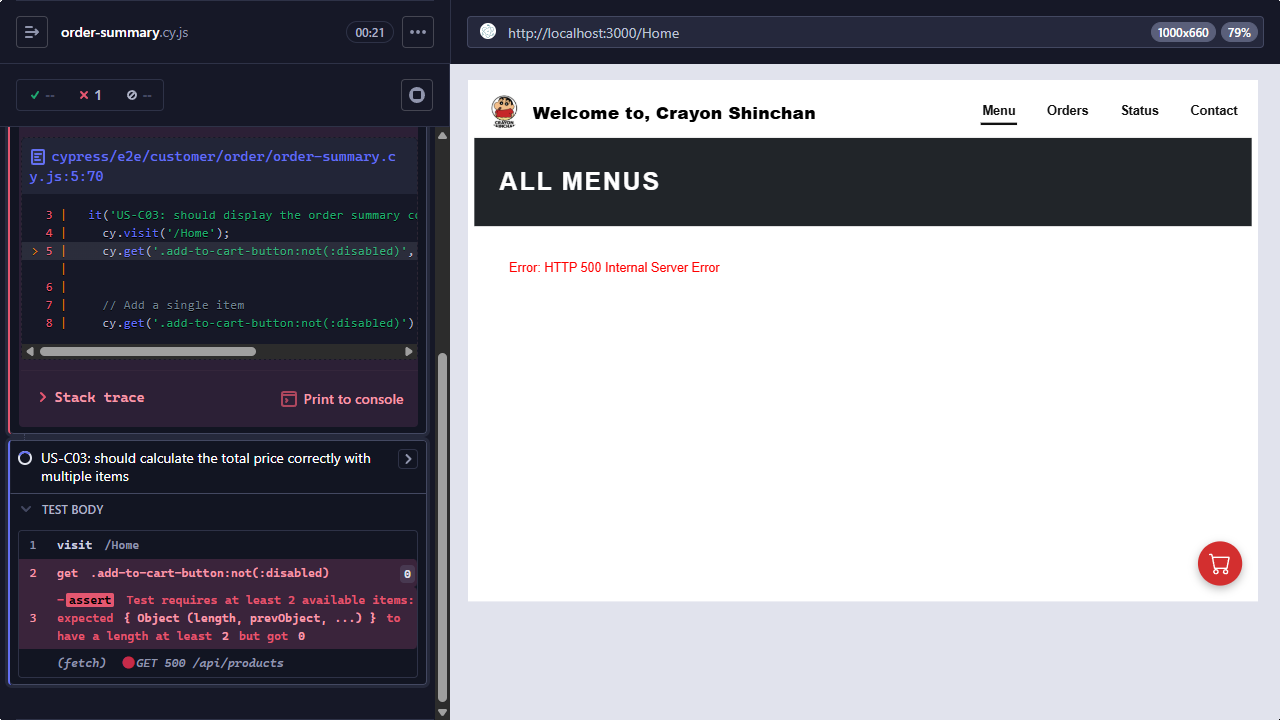 order-summary.cy.js
00:21
--
1
--
cypress/e2e/customer/order/order-summary.c
y.js:5:70
3 | it('US-C03: should display the order summary co
4 | cy.visit('/Home');
> 5 | cy.get('.add-to-cart-button:not(:disabled)',
|
6 |
7 | // Add a single item
8 | cy.get('.add-to-cart-button:not(:disabled)')
Stack trace
Print to console
US-C03: should calculate the total price correctly with
multiple items
TEST BODY
1 visit /Home
2 get .add-to-cart-button:not(:disabled) 0
3 -assert Test requires at least 2 available items:
expected { Object (length, prevObject, ...) } to
have a length at least 2 but got 0
(fetch) GET 500 /api/products
http://localhost:3000/Home
1000x660
79%
CRAYON
SHINCHAN
Welcome to, Crayon Shinchan
Menu
Orders
Status
Contact
ALL MENUS
Error: HTTP 500 Internal Server Error